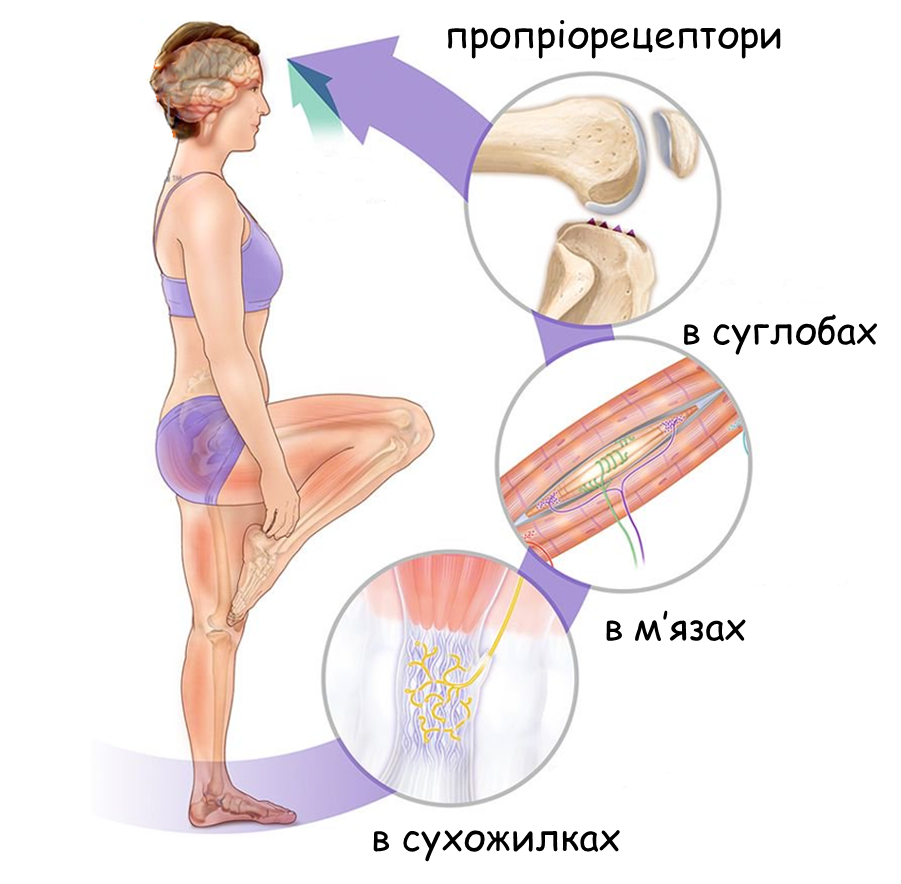 пропріорецептори
в суглобах
в м'язах
в сухожилках